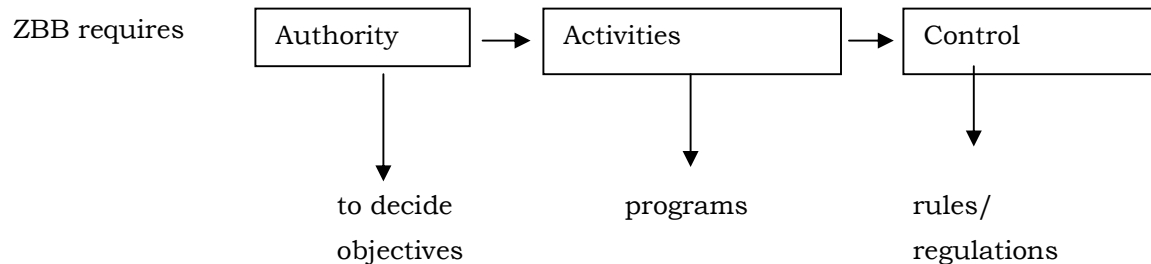 ZBB requires
Authority
Activities
Control
to decide
objectives
programs
rules/
regulations